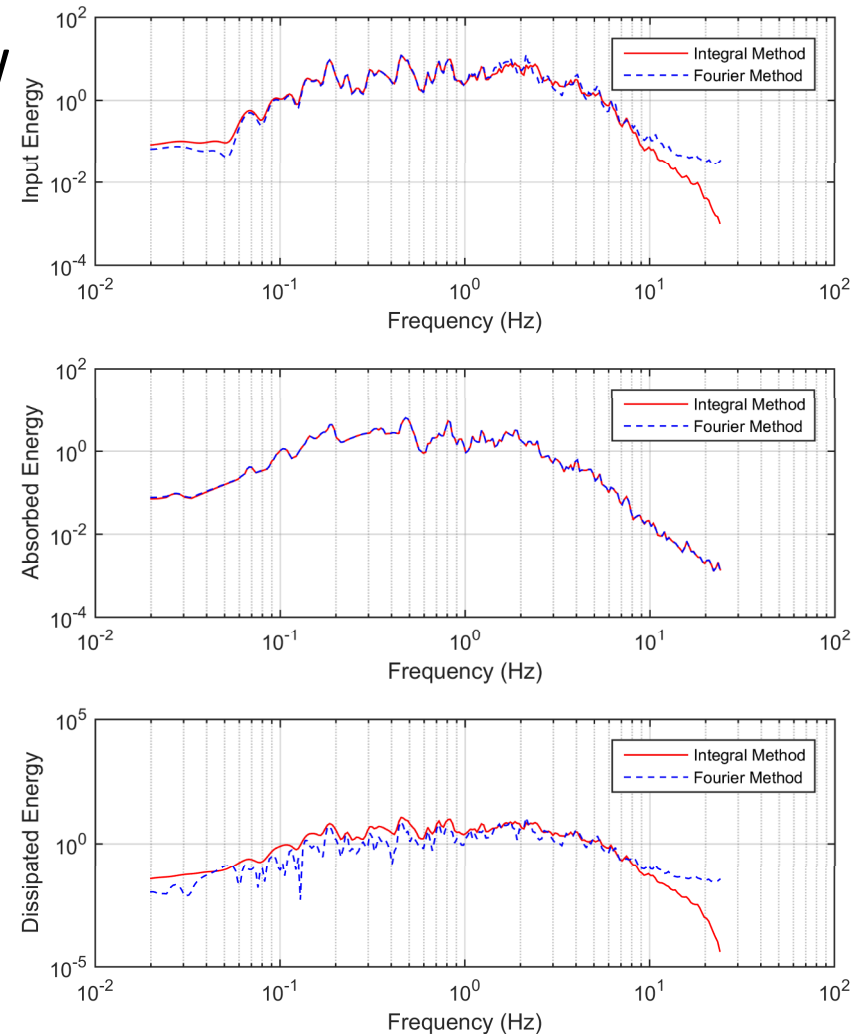 10^2
10^0
10^-2
10^-4
Input Energy
Integral Method
Fourier Method
10^-2 10^-1 10^0 10^1 10^2
Frequency (Hz)
10^2
10^0
10^-2
10^-4
Absorbed Energy
Integral Method
Fourier Method
10^-2 10^-1 10^0 10^1 10^2
Frequency (Hz)
10^5
10^0
10^-5
Dissipated Energy
Integral Method
Fourier Method
10^-2 10^-1 10^0 10^1 10^2
Frequency (Hz)